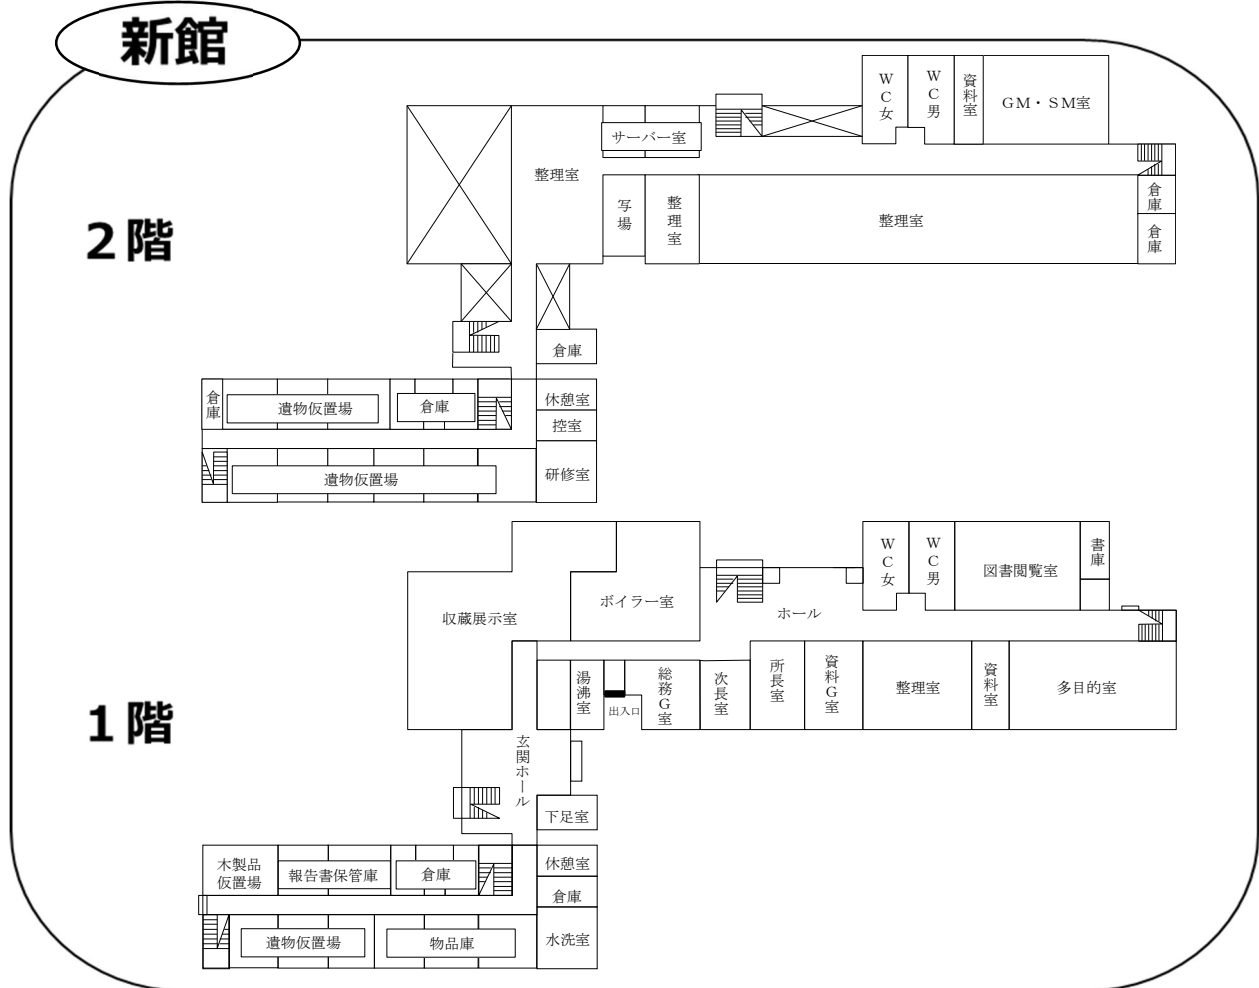 新館
2階
WC女
WC男
資料室
GM・SM室
サーバー室
整理室
写場
整理室
整理室
倉庫
倉庫
倉庫
倉庫
遺物仮置場
倉庫
休憩室
控室
遺物仮置場
研修室
1階
WC女
WC男
図書閲覧室
書庫
収蔵展示室
ボイラー室
ホール
湯沸室
出入口
総務G室
次長室
所長室
資料G室
整理室
資料室
多目的室
玄関ホール
下足室
木製品
仮置場
報告書保管庫
倉庫
休憩室
倉庫
遺物仮置場
物品庫
水洗室